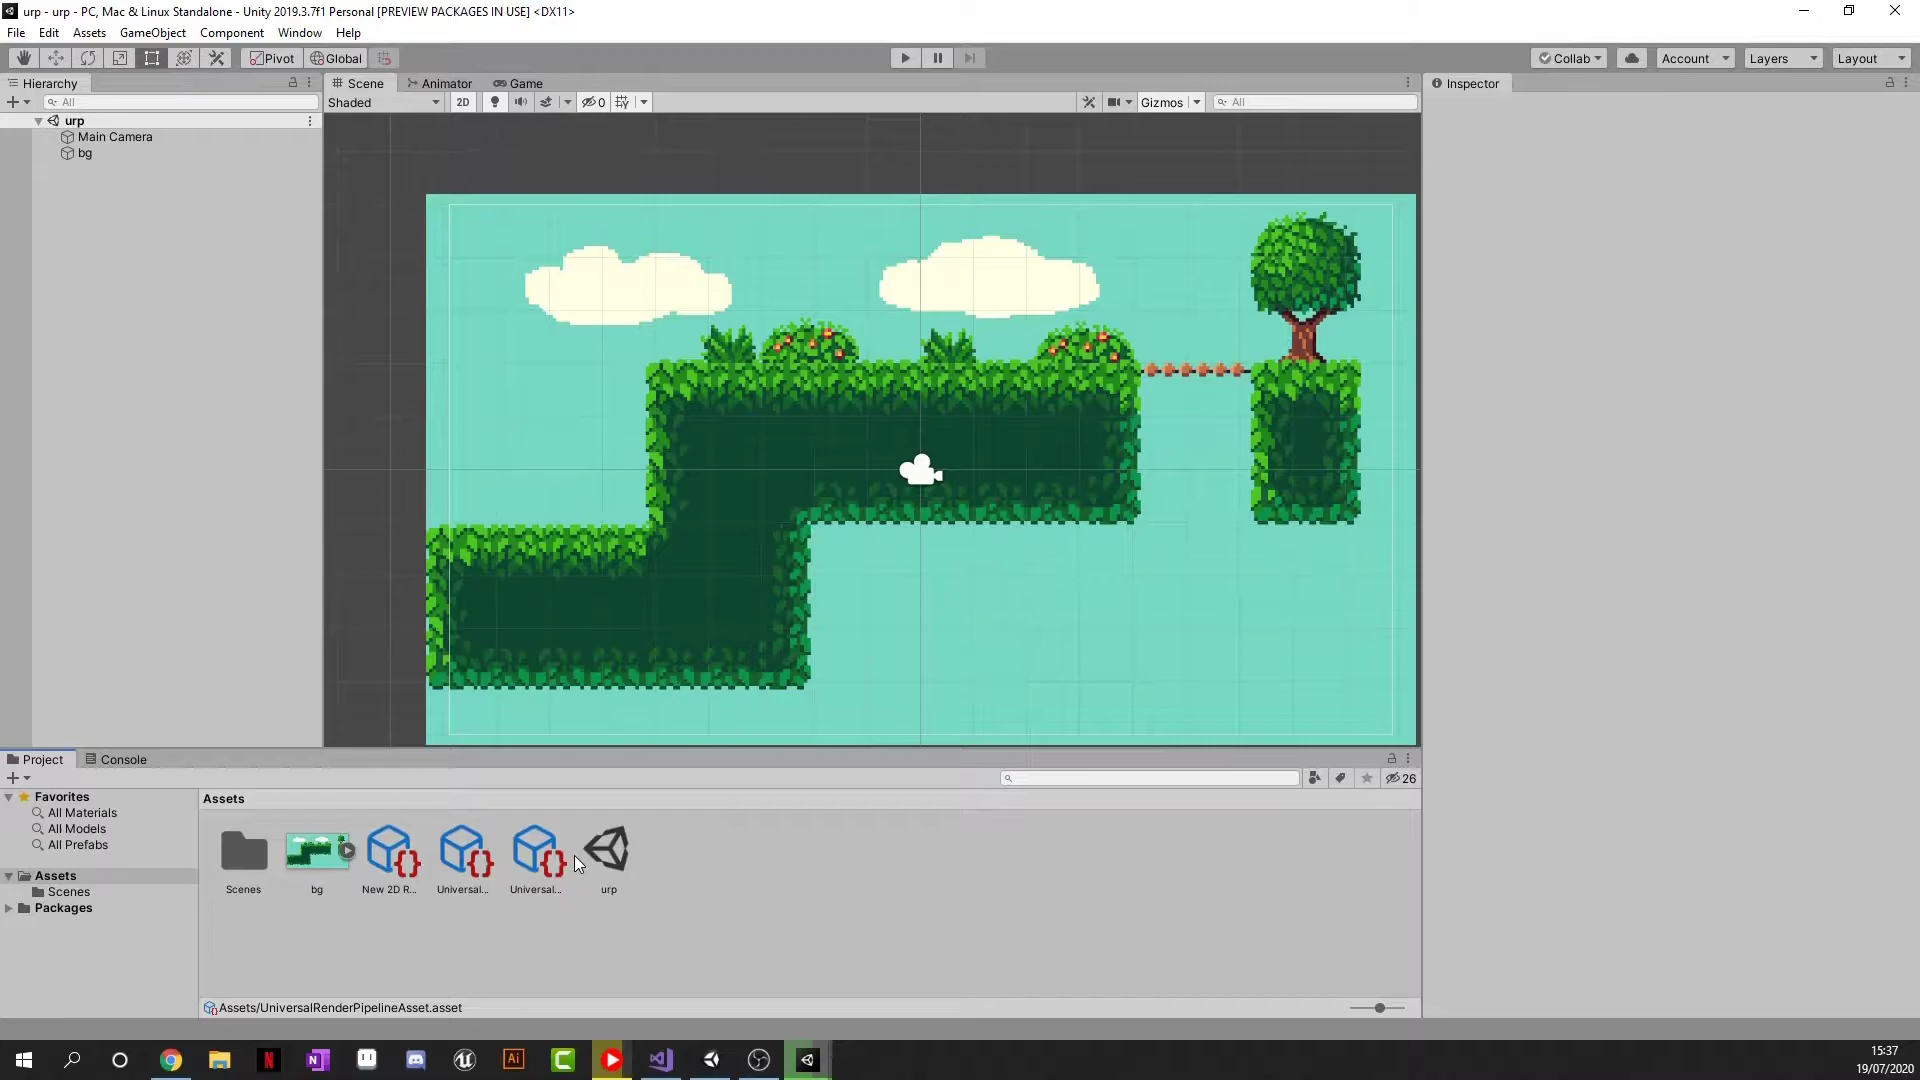 urp - urp - PC, Mac & Linux Standalone - Unity 2019.3.7f1 Personal [PREVIEW PACKAGES IN USE] <DX11>
File Edit Assets GameObject Component Window Help
Pivot Global Collab Account Layers Layout
Hierarchy Scene Animator Game Inspector
All Shaded 2D 0 Gizmos All
urp
Main Camera
bg
Project Console
26
Favorites
All Materials
All Models
All Prefabs
Assets
Scenes
Packages
Assets
Scenes bg New 2D R... Universal... Universal... urp
Assets/UniversalRenderPipelineAsset.asset
N N Ai C
15:37
19/07/2020